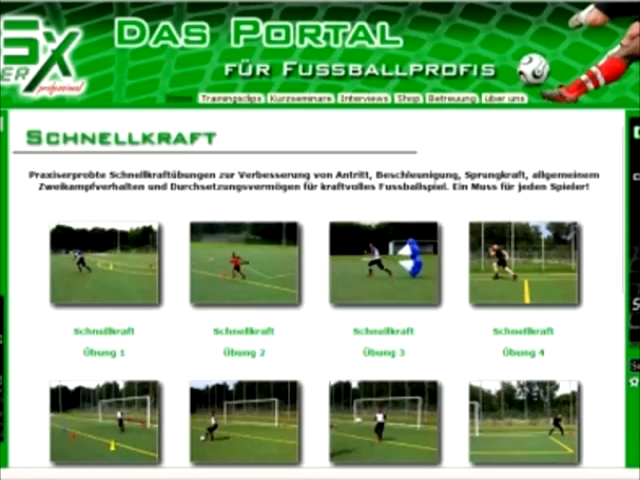 DAS PORTAL
FÜR FUSSBALLPROFIS
professional
Trainingsclips Kurzseminare Interviews Shop Betreuung Über uns
SCHNELLKRAFT
Praxiserprobte Schnellkraftübungen zur Verbesserung von Antritt, Beschleunigung, Sprungkraft, allgemeinem
Zweikampfverhalten und Durchsetzungsvermögen für kraftvolles Fussballspiel. Ein Muss für jeden Spieler!
Schnellkraft Schnellkraft Schnellkraft Schnellkraft
Übung 1 Übung 2 Übung 3 Übung 4